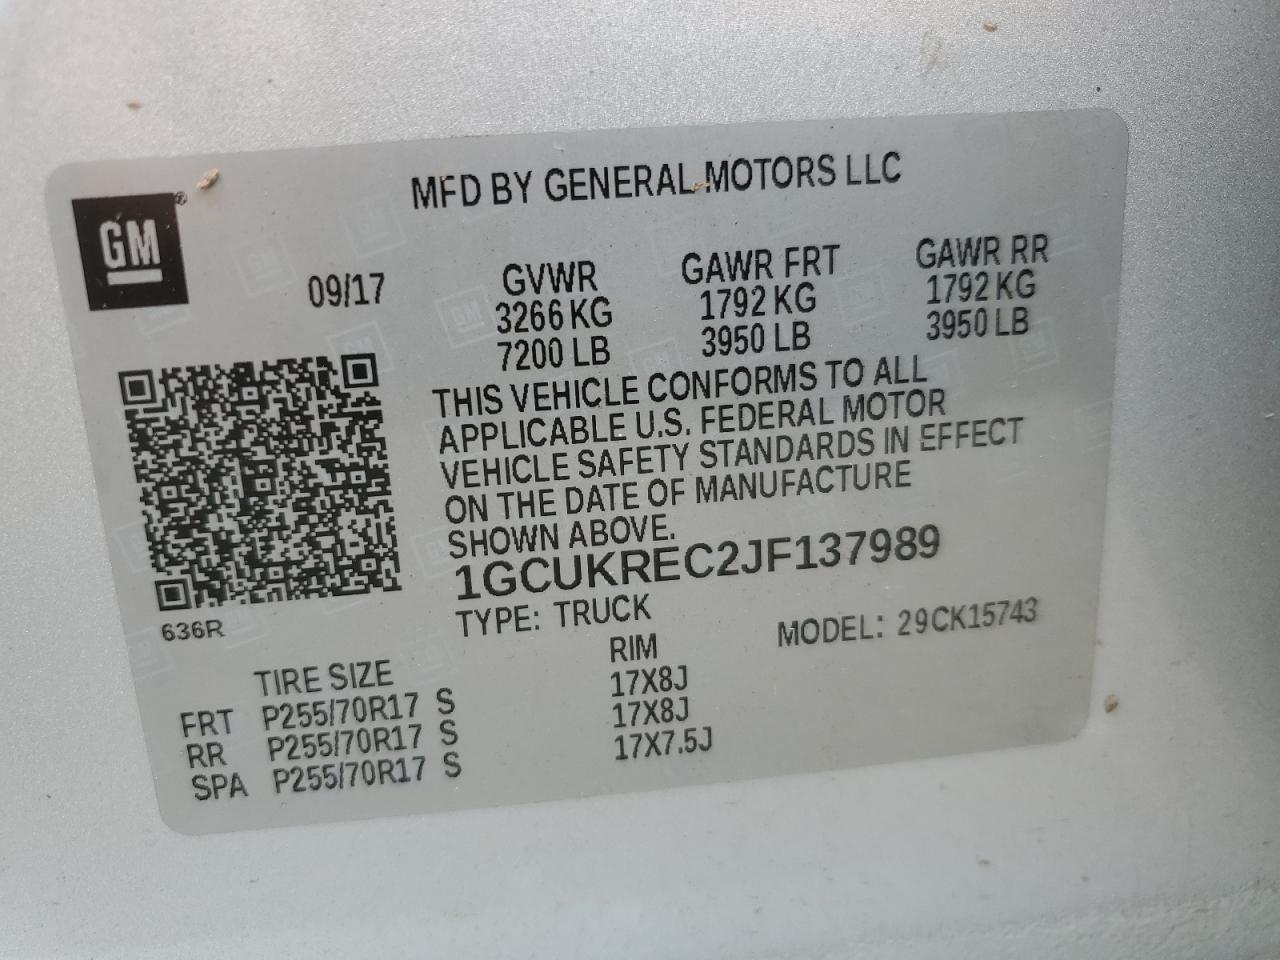 MFD BY GENERAL MOTORS LLC
GM®
09/17
GVWR GAWR FRT GAWR RR
3266 KG 1792 KG 1792 KG
7200 LB 3950 LB 3950 LB
THIS VEHICLE CONFORMS TO ALL
APPLICABLE U.S. FEDERAL MOTOR
VEHICLE SAFETY STANDARDS IN EFFECT
ON THE DATE OF MANUFACTURE
SHOWN ABOVE.
1GCUKREC2JF137989
636R
TYPE: TRUCK MODEL: 29CK15743
TIRE SIZE RIM
FRT P255/70R17 S 17X8J
RR P255/70R17 S 17X8J
SPA P255/70R17 S 17X7.5J